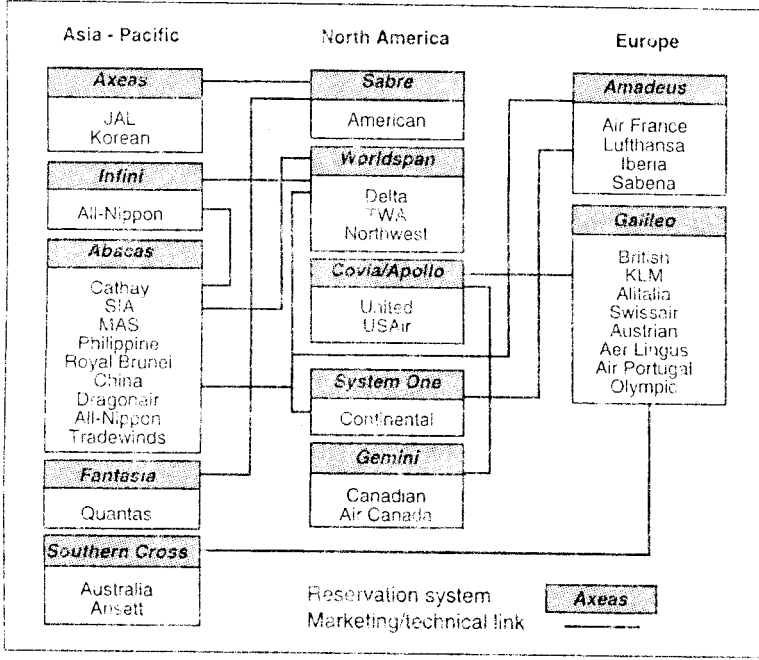 Asia - Pacific
Axeas
JAL
Korean
Infini
All-Nippon
Abacas
Cathay
SIA
MAS
Philippine
Royal Brunei
China
Dragonair
All-Nippon
Tradewinds
Fantasia
Quantas
Southern Cross
Australia
Ansett
North America
Sabre
American
Worldspan
Delta
TWA
Northwest
Covia/Apollo
United
USAir
System One
Continental
Gemini
Canadian
Air Canada
Europe
Amadeus
Air France
Lufthansa
Iberia
Sabena
Galileo
British
KLM
Alitalia
Swissair
Austrian
Aer Lingus
Air Portugal
Olympic
Reservation system
Axeas
Marketing/technical link